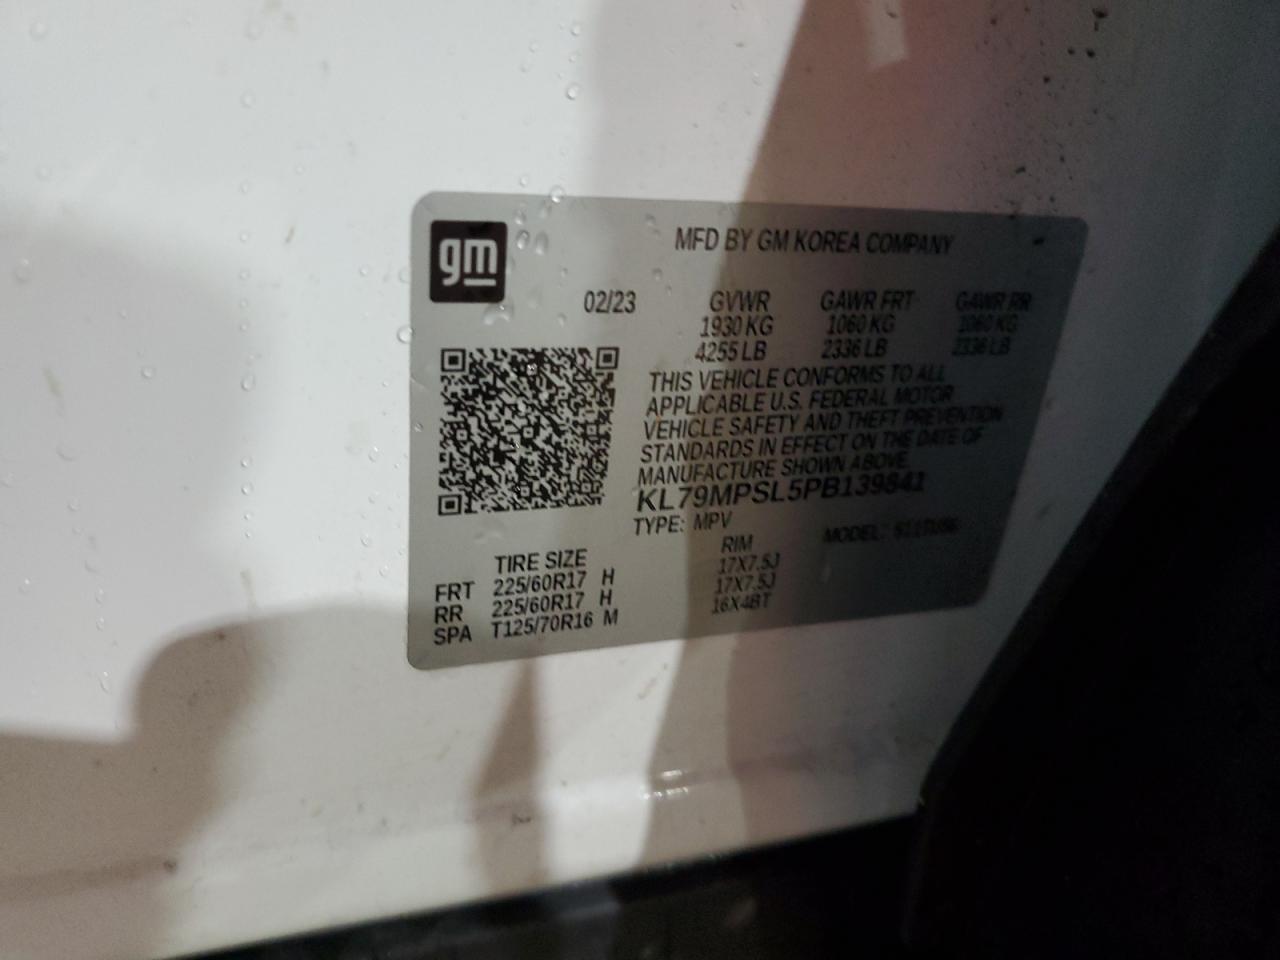 gm
MFD BY GM KOREA COMPANY
02/23 GVWR GAWR FRT GAWR RR
1930 KG 1060 KG 1060 KG
4255 LB 2336 LB 2336 LB
THIS VEHICLE CONFORMS TO ALL
APPLICABLE U.S. FEDERAL MOTOR
VEHICLE SAFETY AND THEFT PREVENTION
STANDARDS IN EFFECT ON THE DATE OF
MANUFACTURE SHOWN ABOVE.
KL79MPSL5PB139841
TYPE: MPV MODEL:
TIRE SIZE RIM
FRT 225/60R17 H 17X7.5J
RR 225/60R17 H 17X7.5J
SPA T125/70R16 M 16X4BT